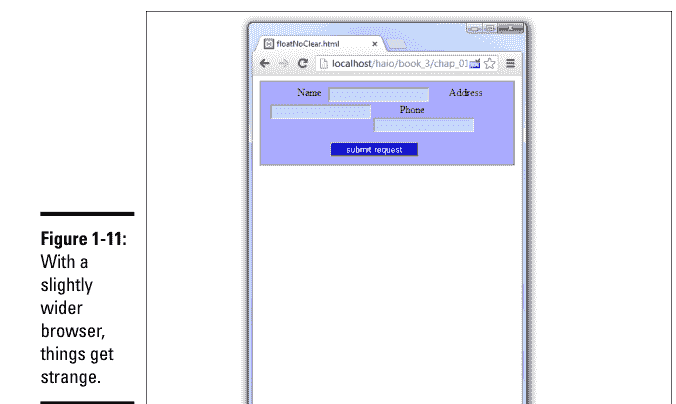 floatNoClear.html
localhost/haio/book_3/chap_01
Name
Address
Phone
submit request
Figure 1-11:
With a
slightly
wider
browser,
things get
strange.